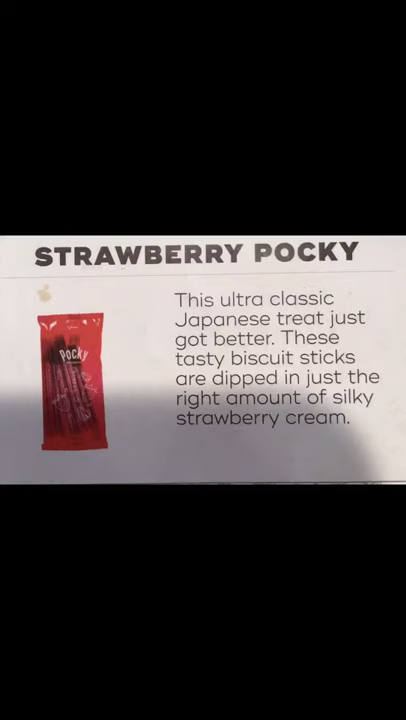 STRAWBERRY POCKY
This ultra classic
Japanese treat just
got better. These
tasty biscuit sticks
are dipped in just the
right amount of silky
strawberry cream.
Pocky